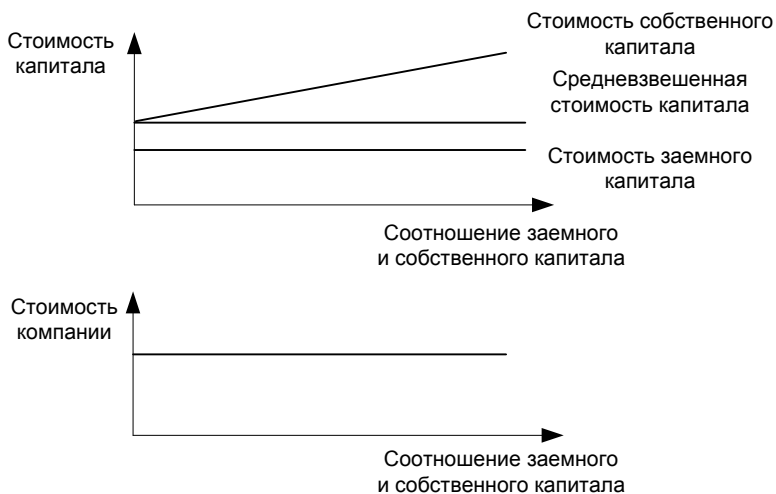 Стоимость
капитала
Стоимость собственного
капитала
Средневзвешенная
стоимость капитала
Стоимость заемного
капитала
Соотношение заемного
и собственного капитала
Стоимость
компании
Соотношение заемного
и собственного капитала